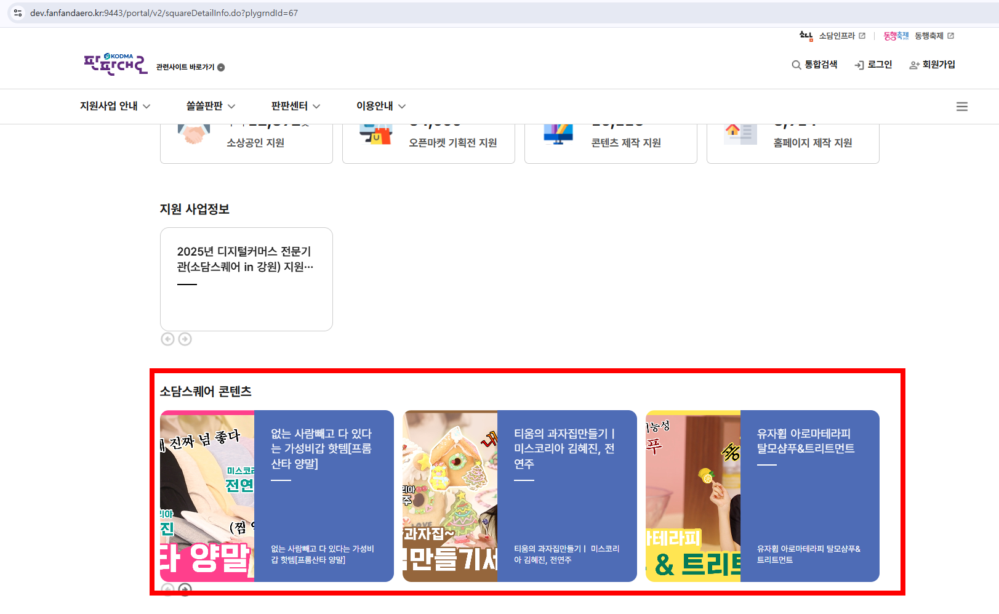 dev.fanfandaero.kr:9443/portal/v2/squareDetailInfo.do?plygrndId=67
소담인프라
동행축제 동행축제
KODMA
판판대로
관련사이트 바로가기
통합검색 로그인 회원가입
지원사업 안내 쏠쏠판판 판판센터 이용안내
소상공인 지원 오픈마켓 기획전 지원 콘텐츠 제작 지원 홈페이지 제작 지원
지원 사업정보
2025년 디지털커머스 전문기
관(소담스퀘어 in 강원) 지원…
소담스퀘어 콘텐츠
진짜 넘 좋다
미스코리
전연
리아
진
(찜
타 양말
없는 사람빼고 다 있다
는 가성비갑 핫템[프롬
산타 양말]
없는 사람빼고 다 있다는 가성비
갑 핫템[프롬산타 양말]
내
리아
주
LOVE
과자집~
만들기세
티움의 과자집만들기 |
미스코리아 김혜진, 전
연주
티움의 과자집만들기 | 미스코리
아 김혜진, 전연주
기능성
푸
마테라피
& 트리트
유자휩 아로마테라피
탈모샴푸&트리트먼트
유자휩 아로마테라피 탈모샴푸&
트리트먼트